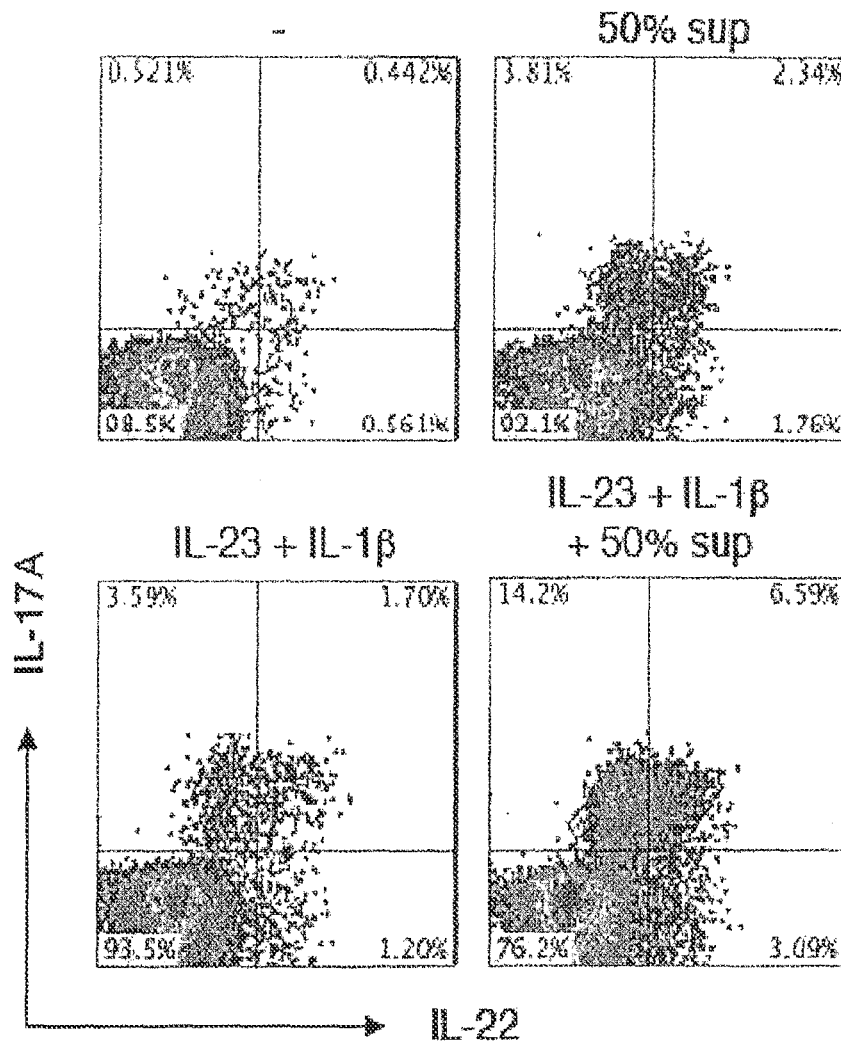 -
50% sup
0.521% 0.442%
3.81% 2.34%
98.5% 0.561%
92.1% 1.76%
IL-23 + IL-1β
IL-23 + IL-1β
+ 50% sup
3.59% 1.70%
14.2% 6.59%
93.5% 1.20%
76.2% 3.09%
IL-17A
IL-22